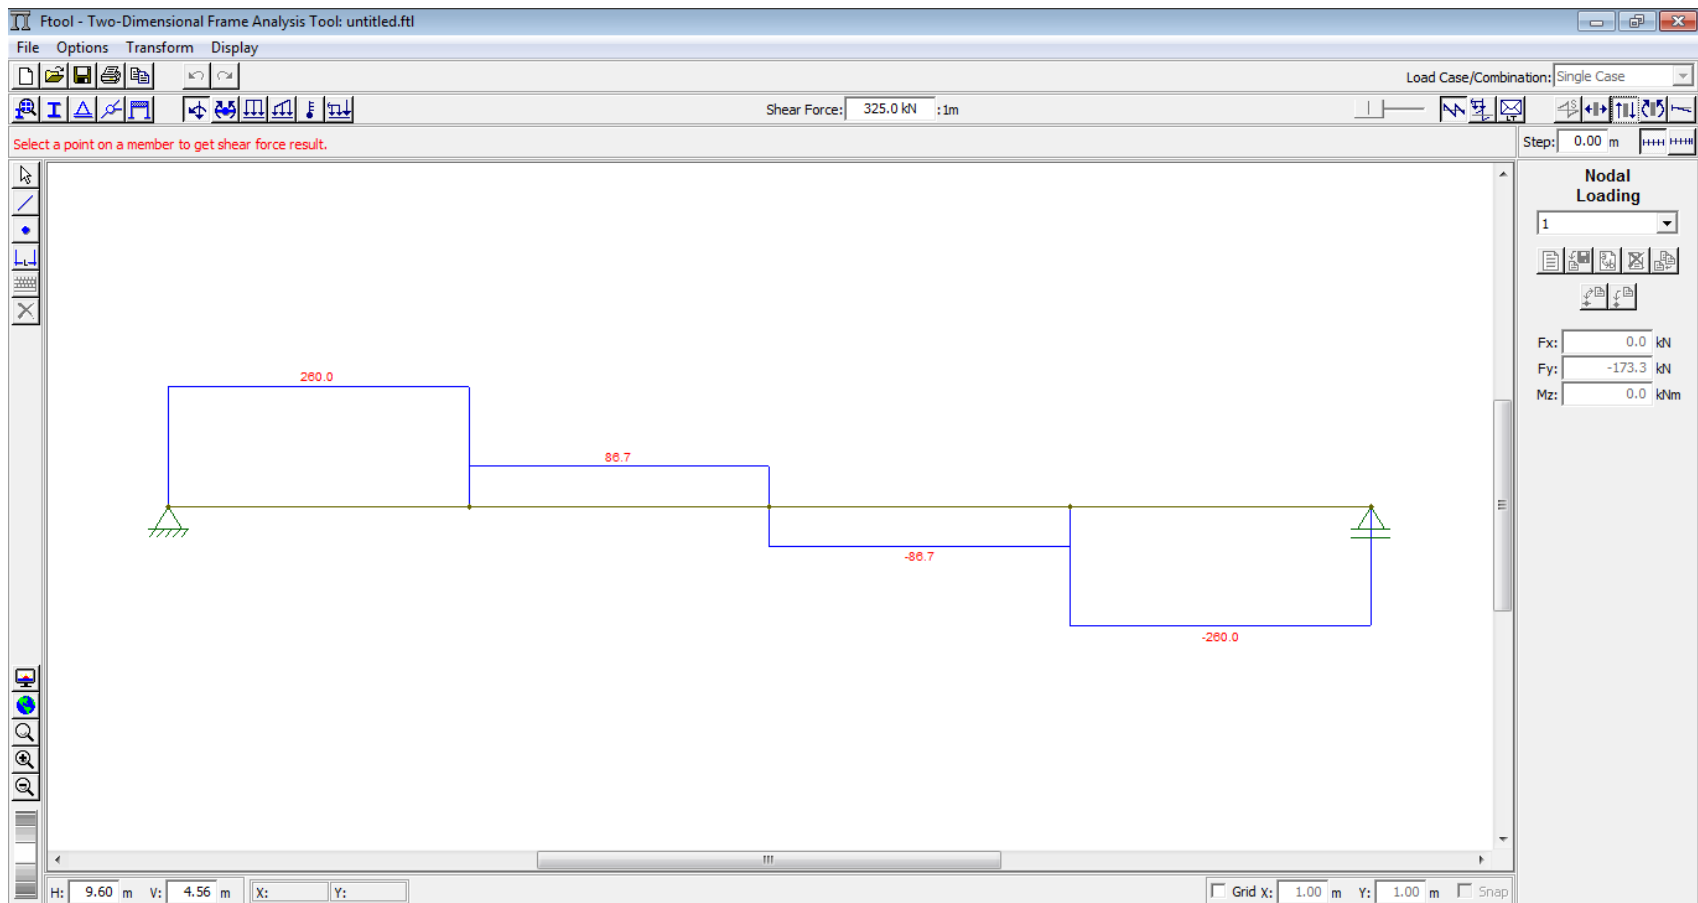 Ftool - Two-Dimensional Frame Analysis Tool: untitled.ftl
File Options Transform Display
Load Case/Combination: Single Case
Shear Force: 325.0 kN :1m
Select a point on a member to get shear force result.
Step: 0.00 m
Nodal
Loading
1
Fx: 0.0 kN
Fy: -173.3 kN
Mz: 0.0 kNm
260.0
86.7
-86.7
-260.0
H: 9.60 m V: 4.56 m X: Y: Grid X: 1.00 m Y: 1.00 m Snap